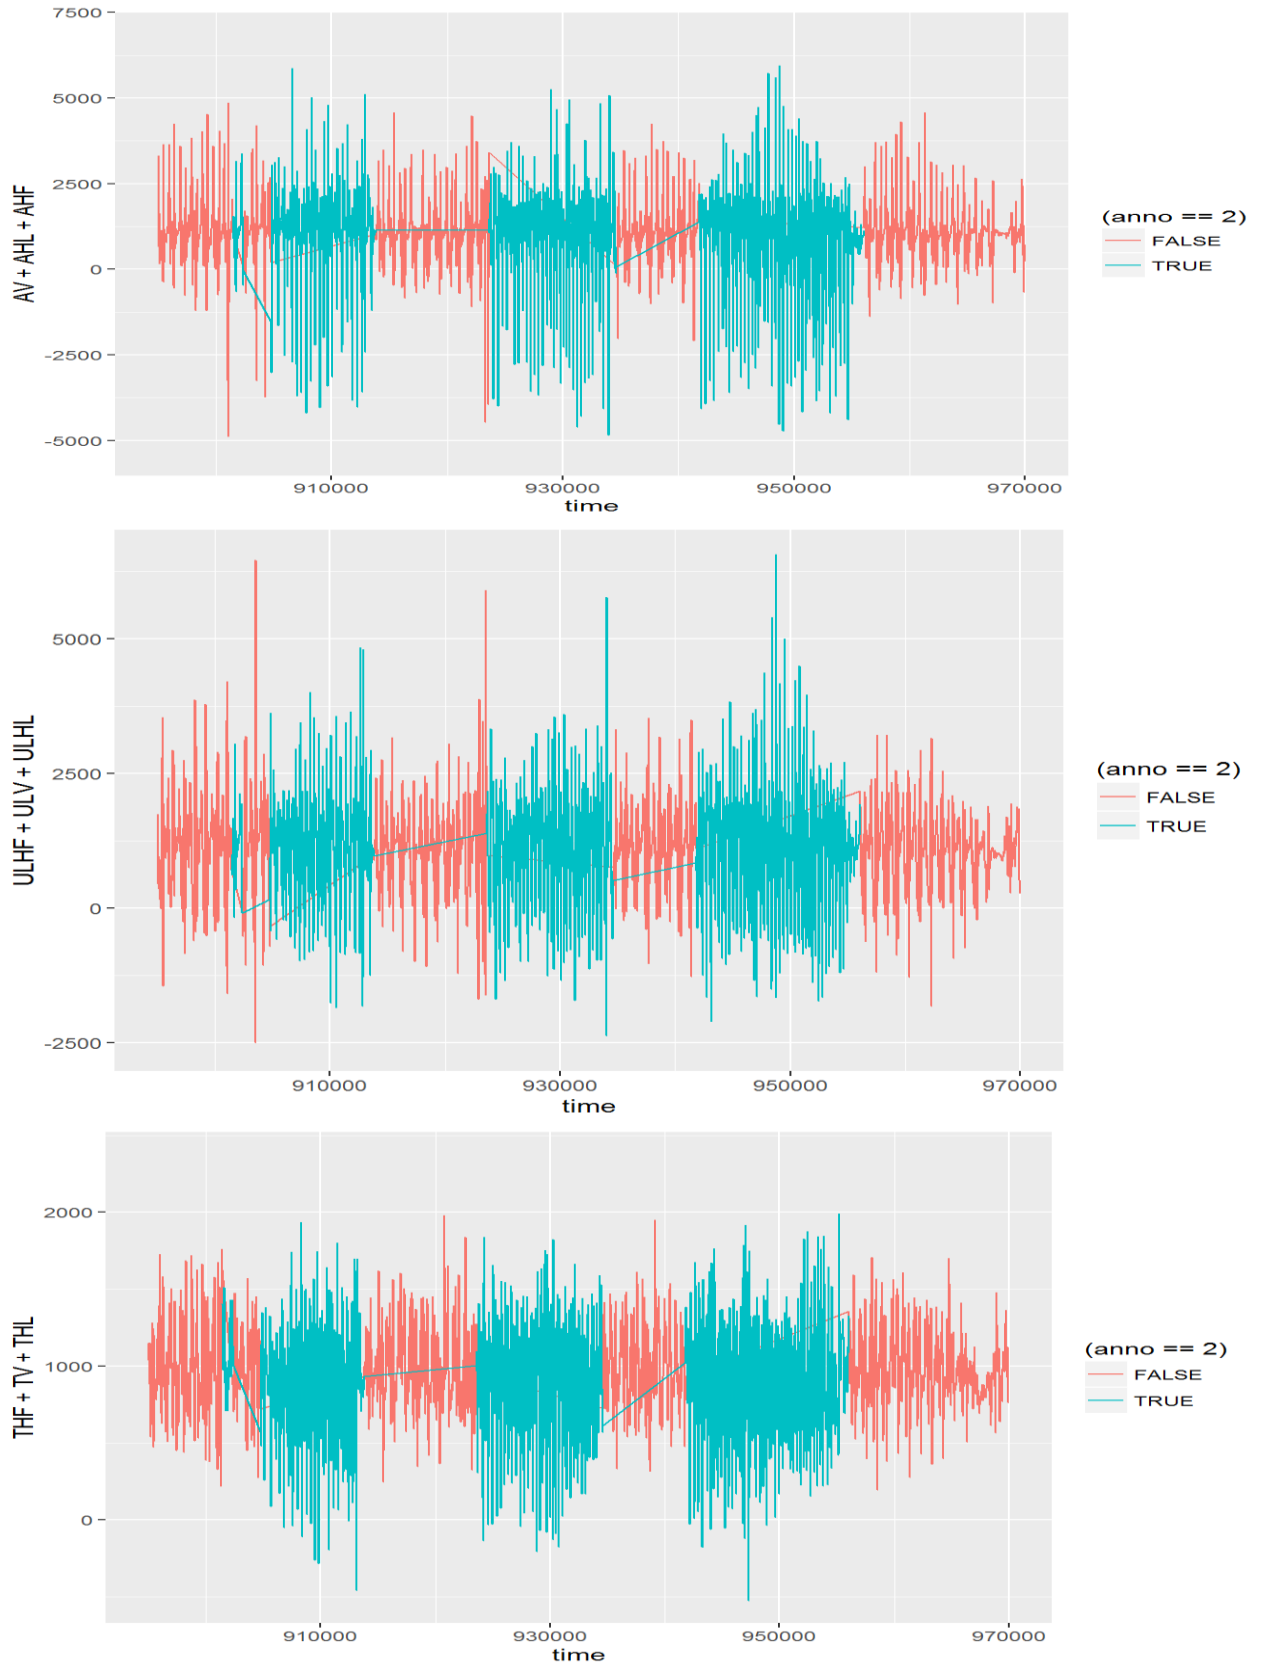 7500
5000
2500
0
-2500
-5000
AV + AHL + AHF
910000 930000 950000 970000
time
(anno == 2)
FALSE
TRUE
5000
2500
0
-2500
ULHF + ULV + ULHL
910000 930000 950000 970000
time
(anno == 2)
FALSE
TRUE
2000
1000
0
THF + TV + THL
910000 930000 950000 970000
time
(anno == 2)
FALSE
TRUE